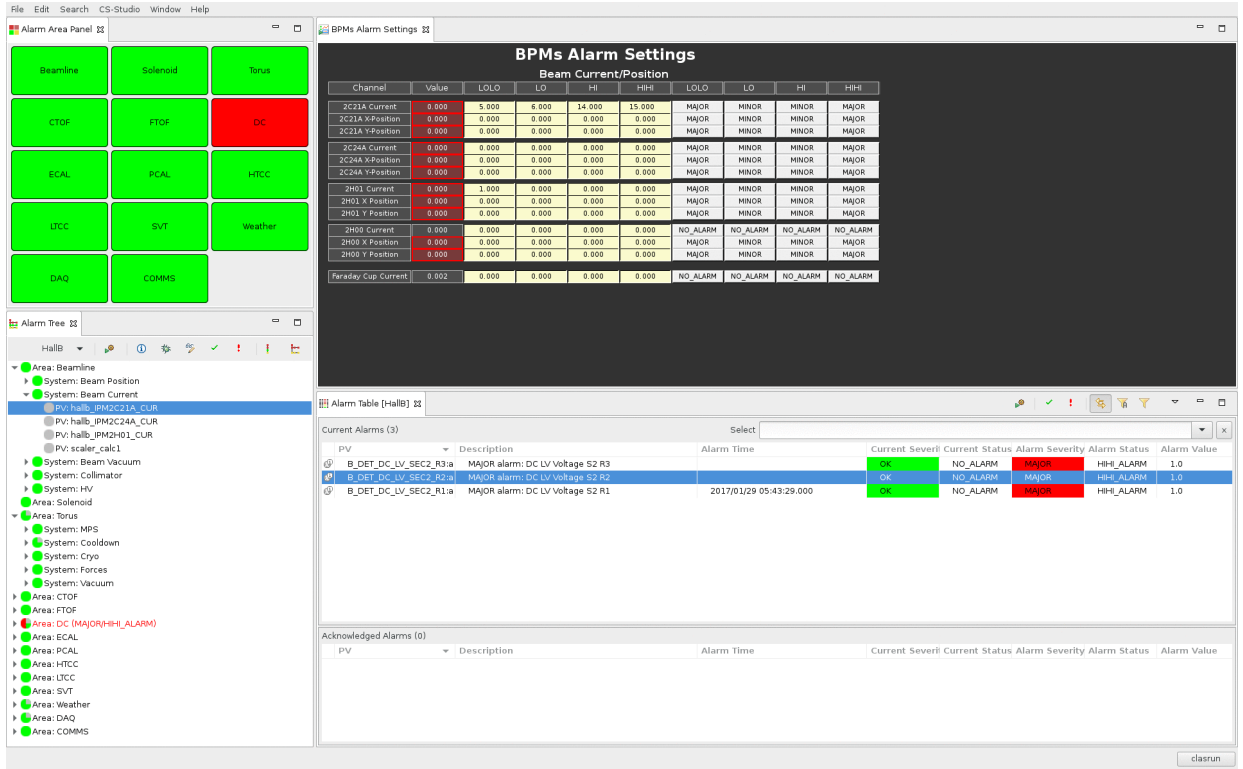 File Edit Search CS-Studio Window Help
Alarm Area Panel
Beamline Solenoid Torus
CTOF FTOF DC
ECAL PCAL HTCC
LTCC SVT Weather
DAQ COMMS
Alarm Tree
HallB
Area: Beamline
System: Beam Position
System: Beam Current
PV: hallb_IPM2C21A_CUR
PV: hallb_IPM2C24A_CUR
PV: hallb_IPM2H01_CUR
PV: scaler_calc1
System: Beam Vacuum
System: Collimator
System: HV
Area: Solenoid
Area: Torus
System: MPS
System: Cooldown
System: Cryo
System: Forces
System: Vacuum
Area: CTOF
Area: FTOF
Area: DC (MAJOR/HIHI_ALARM)
Area: ECAL
Area: PCAL
Area: HTCC
Area: LTCC
Area: SVT
Area: Weather
Area: DAQ
Area: COMMS
BPMs Alarm Settings
BPMs Alarm Settings
Beam Current/Position
Channel Value LOLO LO HI HIHI LOLO LO HI HIHI
2C21A Current 0.000 5.000 6.000 14.000 15.000 MAJOR MINOR MINOR MAJOR
2C21A X-Position 0.000 0.000 0.000 0.000 0.000 MAJOR MINOR MINOR MAJOR
2C21A Y-Position 0.000 0.000 0.000 0.000 0.000 MAJOR MINOR MINOR MAJOR
2C24A Current 0.000 0.000 0.000 0.000 0.000 MAJOR MINOR MINOR MAJOR
2C24A X-Position 0.000 0.000 0.000 0.000 0.000 MAJOR MINOR MINOR MAJOR
2C24A Y-Position 0.000 0.000 0.000 0.000 0.000 MAJOR MINOR MINOR MAJOR
2H01 Current 0.000 1.000 0.000 0.000 0.000 MAJOR MINOR MINOR MAJOR
2H01 X Position 0.000 0.000 0.000 0.000 0.000 MAJOR MINOR MINOR MAJOR
2H01 Y Position 0.000 0.000 0.000 0.000 0.000 MAJOR MINOR MINOR MAJOR
2H00 Current 0.000 0.000 0.000 0.000 0.000 NO_ALARM NO_ALARM NO_ALARM NO_ALARM
2H00 X Position 0.000 0.000 0.000 0.000 0.000 MAJOR MINOR MINOR MAJOR
2H00 Y Position 0.000 0.000 0.000 0.000 0.000 MAJOR MINOR MINOR MAJOR
Faraday Cup Current 0.002 0.000 0.000 0.000 0.000 NO_ALARM NO_ALARM NO_ALARM NO_ALARM
Alarm Table [HallB]
Current Alarms (3) Select
PV Description Alarm Time Current Severi Current Status Alarm Severity Alarm Status Alarm Value
B_DET_DC_LV_SEC2_R3:a MAJOR alarm: DC LV Voltage S2 R3 OK NO_ALARM MAJOR HIHI_ALARM 1.0
B_DET_DC_LV_SEC2_R2:a MAJOR alarm: DC LV Voltage S2 R2 OK NO_ALARM MAJOR HIHI_ALARM 1.0
B_DET_DC_LV_SEC2_R1:a MAJOR alarm: DC LV Voltage S2 R1 2017/01/29 05:43:29.000 OK NO_ALARM MAJOR HIHI_ALARM 1.0
Acknowledged Alarms (0)
PV Description Alarm Time Current Severi Current Status Alarm Severity Alarm Status Alarm Value
clasrun